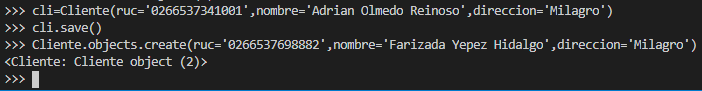 >>> cli=Cliente(ruc='0266537341001',nombre='Adrian Olmedo Reinoso',direccion='Milagro')
>>> cli.save()
>>> Cliente.objects.create(ruc='0266537698882',nombre='Farizada Yepez Hidalgo',direccion='Milagro')
<Cliente: Cliente object (2)>
>>>